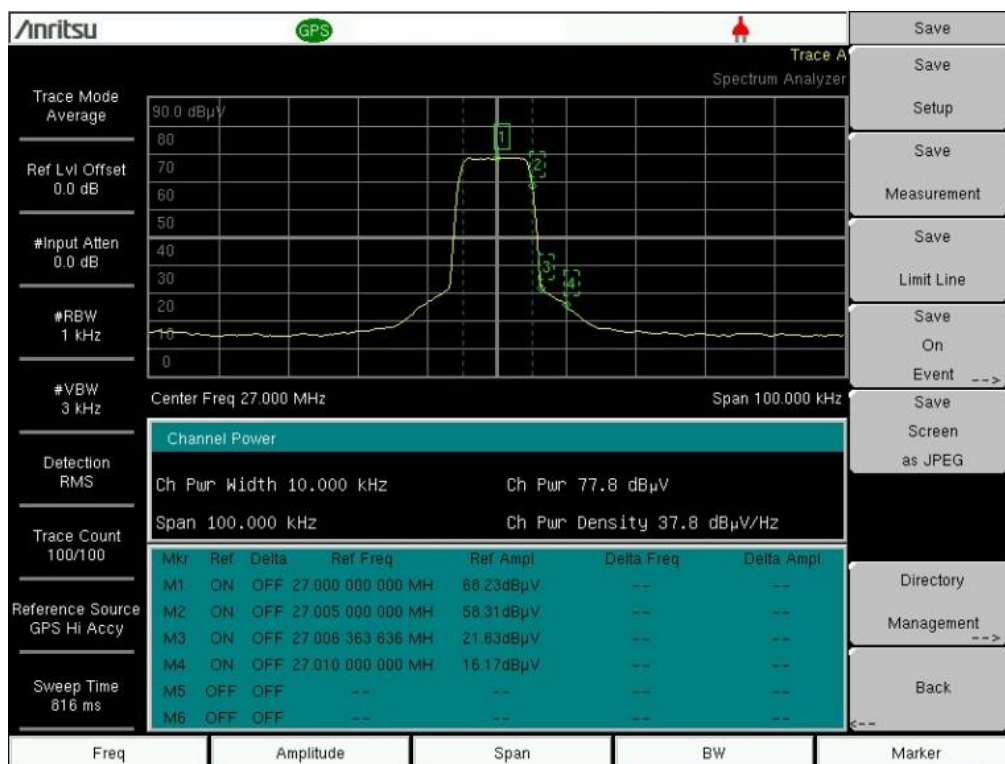 Anritsu
GPS
Save
Trace A
Spectrum Analyzer
Trace Mode
Average
Ref Lvl Offset
0.0 dB
#Input Atten
0.0 dB
#RBW
1 kHz
#VBW
3 kHz
Detection
RMS
Trace Count
100/100
Reference Source
GPS Hi Accy
Sweep Time
816 ms
90.0 dBµV
80
70
60
50
40
30
20
10
0
1
2
3
4
Center Freq 27.000 MHz
Span 100.000 kHz
Channel Power
Ch Pwr Width 10.000 kHz
Ch Pwr 77.8 dBµV
Span 100.000 kHz
Ch Pwr Density 37.8 dBµV/Hz
Mkr Ref Delta Ref Freq Ref Ampl Delta Freq Delta Ampl
M1 ON OFF 27.000 000 000 MH 68.23dBµV -- --
M2 ON OFF 27.005 000 000 MH 58.31dBµV -- --
M3 ON OFF 27.006 363 636 MH 21.63dBµV -- --
M4 ON OFF 27.010 000 000 MH 16.17dBµV -- --
M5 OFF OFF -- -- -- --
M6 OFF OFF -- -- -- --
Save
Setup
Save
Measurement
Save
Limit Line
Save
On
Event -->
Save
Screen
as JPEG
Directory
Management
-->
Back
<--
Freq
Amplitude
Span
BW
Marker